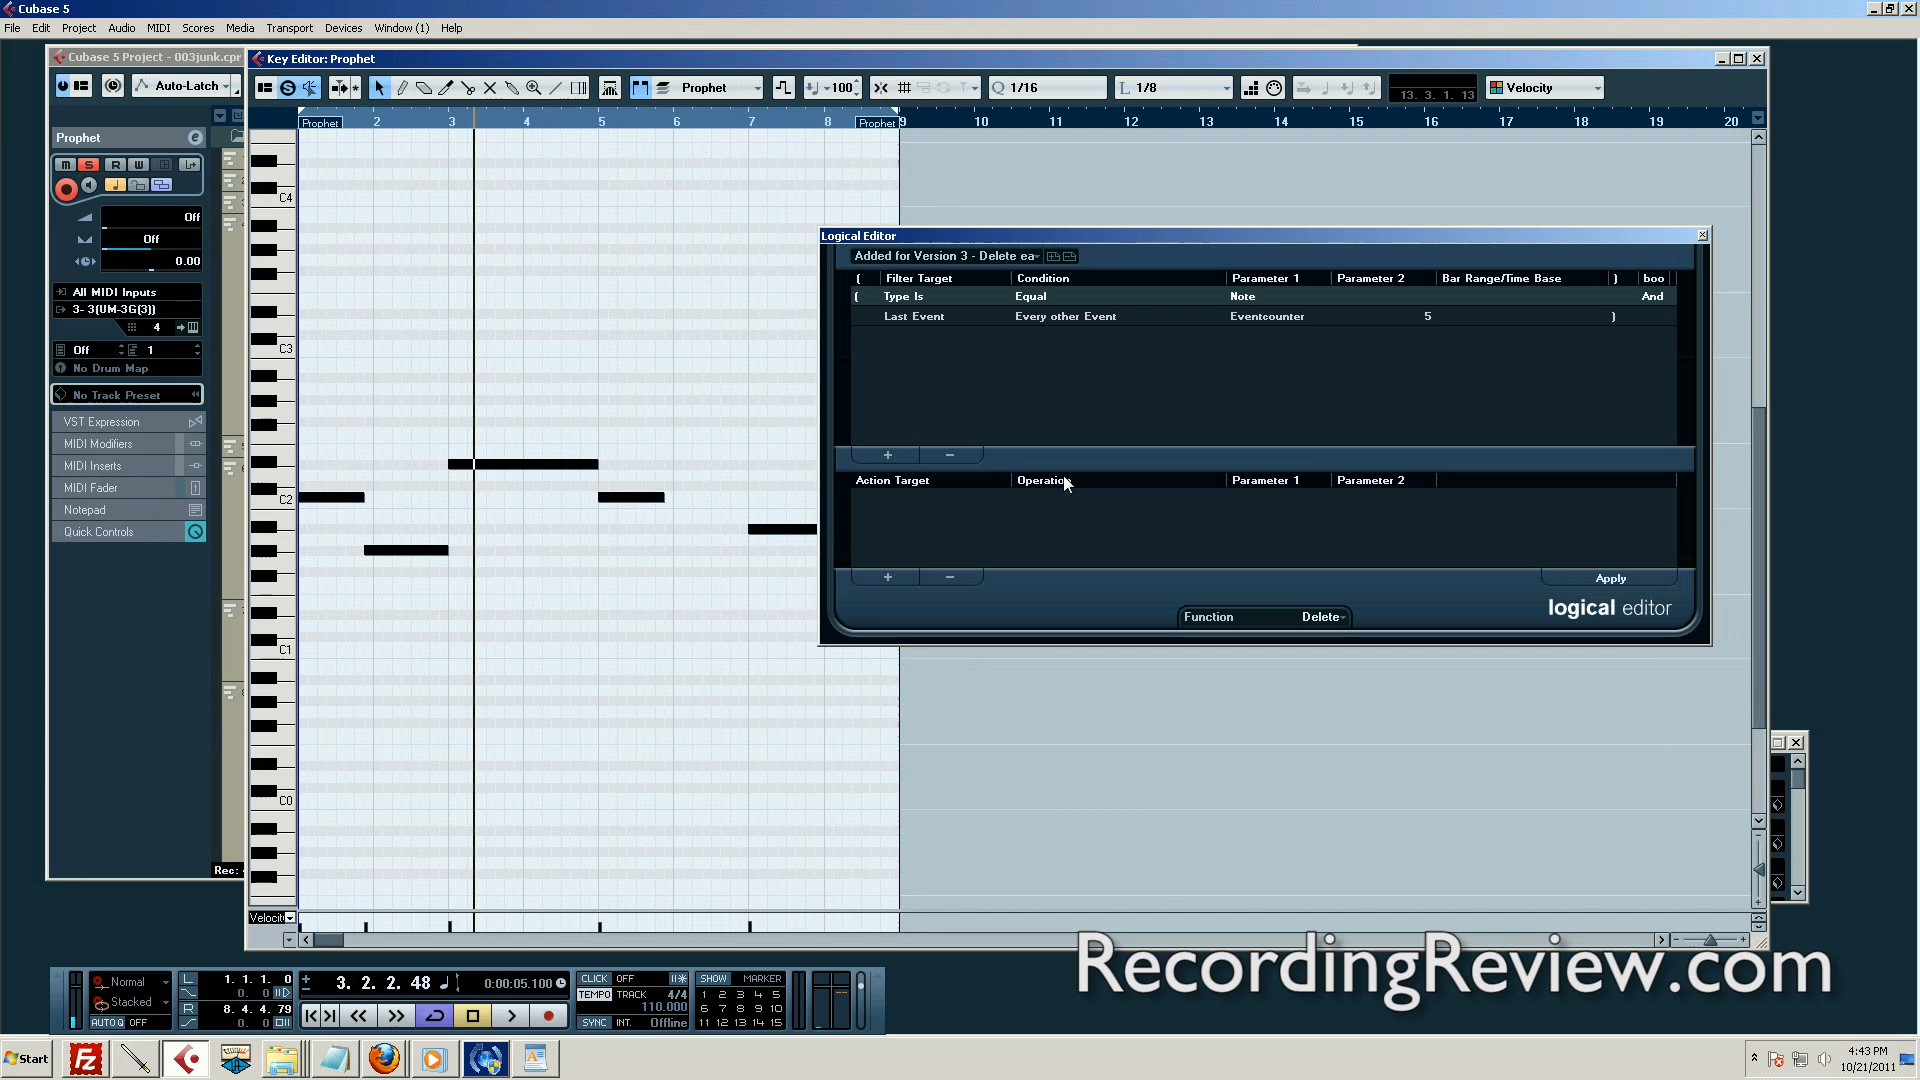 Cubase 5
File Edit Project Audio MIDI Scores Media Transport Devices Window (1) Help
Cubase 5 Project - 003junk.cpr
Auto-Latch
Key Editor: Prophet
Prophet 100 Q 1/16 L 1/8 13. 3. 1. 13 Velocity
Prophet 2 3 4 5 6 7 8 Prophet 9 10 11 12 13 14 15 16 17 18 19 20
Prophet
m S R W
Off
Off
0.00
All MIDI Inputs
3- 3(UM-3G(3))
4
Off 1
No Drum Map
No Track Preset
VST Expression
MIDI Modifiers
MIDI Inserts
MIDI Fader
Notepad
Quick Controls
Rec:
C4
C3
C2
C1
C0
Velocit
Logical Editor
Added for Version 3 - Delete ea
( Filter Target Condition Parameter 1 Parameter 2 Bar Range/Time Base ) boo
( Type Is Equal Note And
Last Event Every other Event Eventcounter 5 )
+ −
Action Target Operation Parameter 1 Parameter 2
+ −
Apply
logical editor
Function Delete
RecordingReview.com
Normal
Stacked
AUTO Q OFF
L 1. 1. 1. 0
0. 0
R 8. 4. 4. 79
0. 0
3. 2. 2. 48 0:00:05.100
CLICK OFF
TEMPO TRACK 4/4
110.000
SYNC INT. Offline
SHOW MARKER
1 2 3 4 5
6 7 8 9 10
11 12 13 14 15
Start
Fz
4:43 PM
10/21/2011